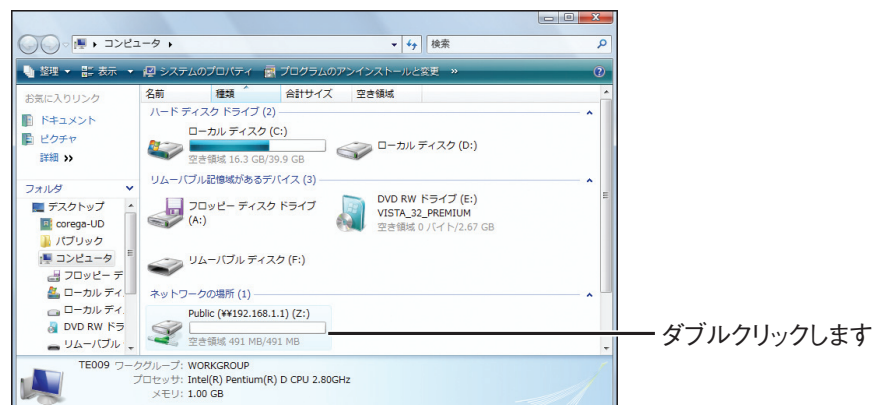 コンピュータ
検索
整理 表示 システムのプロパティ プログラムのアンインストールと変更 »
お気に入りリンク
ドキュメント
ピクチャ
詳細 »
フォルダ
デスクトップ
corega-UD
パブリック
コンピュータ
フロッピー デ
ローカル ディ
ローカル ディ
DVD RW ドラ
リムーバブル
名前 種類 合計サイズ 空き領域
ハード ディスク ドライブ (2)
ローカル ディスク (C:)
空き領域 16.3 GB/39.9 GB
ローカル ディスク (D:)
リムーバブル記憶域があるデバイス (3)
フロッピー ディスク ドライブ
(A:)
DVD RW ドライブ (E:)
VISTA_32_PREMIUM
空き領域 0 バイト/2.67 GB
リムーバブル ディスク (F:)
ネットワークの場所 (1)
Public (¥¥192.168.1.1) (Z:)
空き領域 491 MB/491 MB
ダブルクリックします
TE009 ワークグループ: WORKGROUP
プロセッサ: Intel(R) Pentium(R) D CPU 2.80GHz
メモリ: 1.00 GB